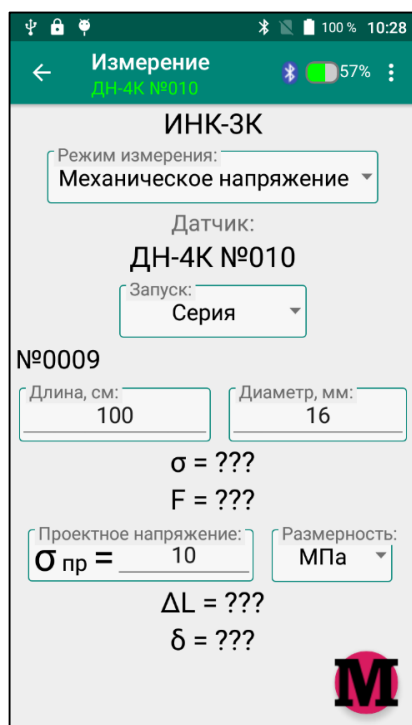 100 % 10:28
Измерение
ДН-4К №010
57%
ИНК-3К
Режим измерения:
Механическое напряжение
Датчик:
ДН-4К №010
Запуск:
Серия
№0009
Длина, см: Диаметр, мм:
100 16
σ = ???
F = ???
Проектное напряжение: Размерность:
σ пр = 10 МПа
ΔL = ???
δ = ???
М